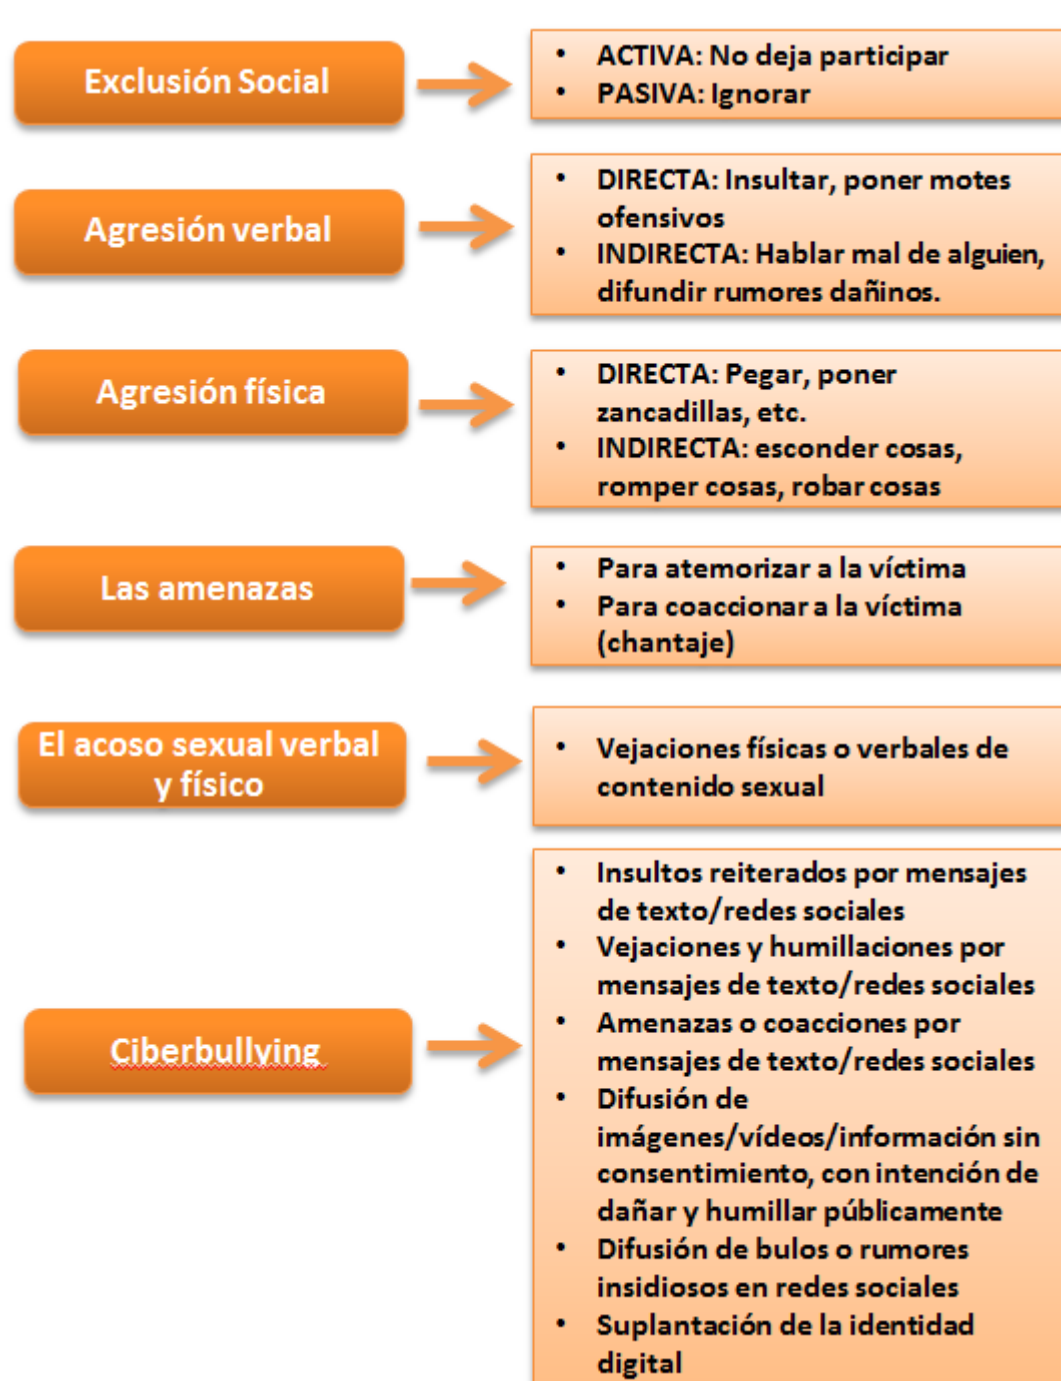 Exclusión Social
• ACTIVA: No deja participar
• PASIVA: Ignorar
Agresión verbal
• DIRECTA: Insultar, poner motes
ofensivos
• INDIRECTA: Hablar mal de alguien,
difundir rumores dañinos.
Agresión física
• DIRECTA: Pegar, poner
zancadillas, etc.
• INDIRECTA: esconder cosas,
romper cosas, robar cosas
Las amenazas
• Para atemorizar a la víctima
• Para coaccionar a la víctima
(chantaje)
El acoso sexual verbal
y físico
• Vejaciones físicas o verbales de
contenido sexual
Ciberbullying
• Insultos reiterados por mensajes
de texto/redes sociales
• Vejaciones y humillaciones por
mensajes de texto/redes sociales
• Amenazas o coacciones por
mensajes de texto/redes sociales
• Difusión de
imágenes/vídeos/información sin
consentimiento, con intención de
dañar y humillar públicamente
• Difusión de bulos o rumores
insidiosos en redes sociales
• Suplantación de la identidad
digital